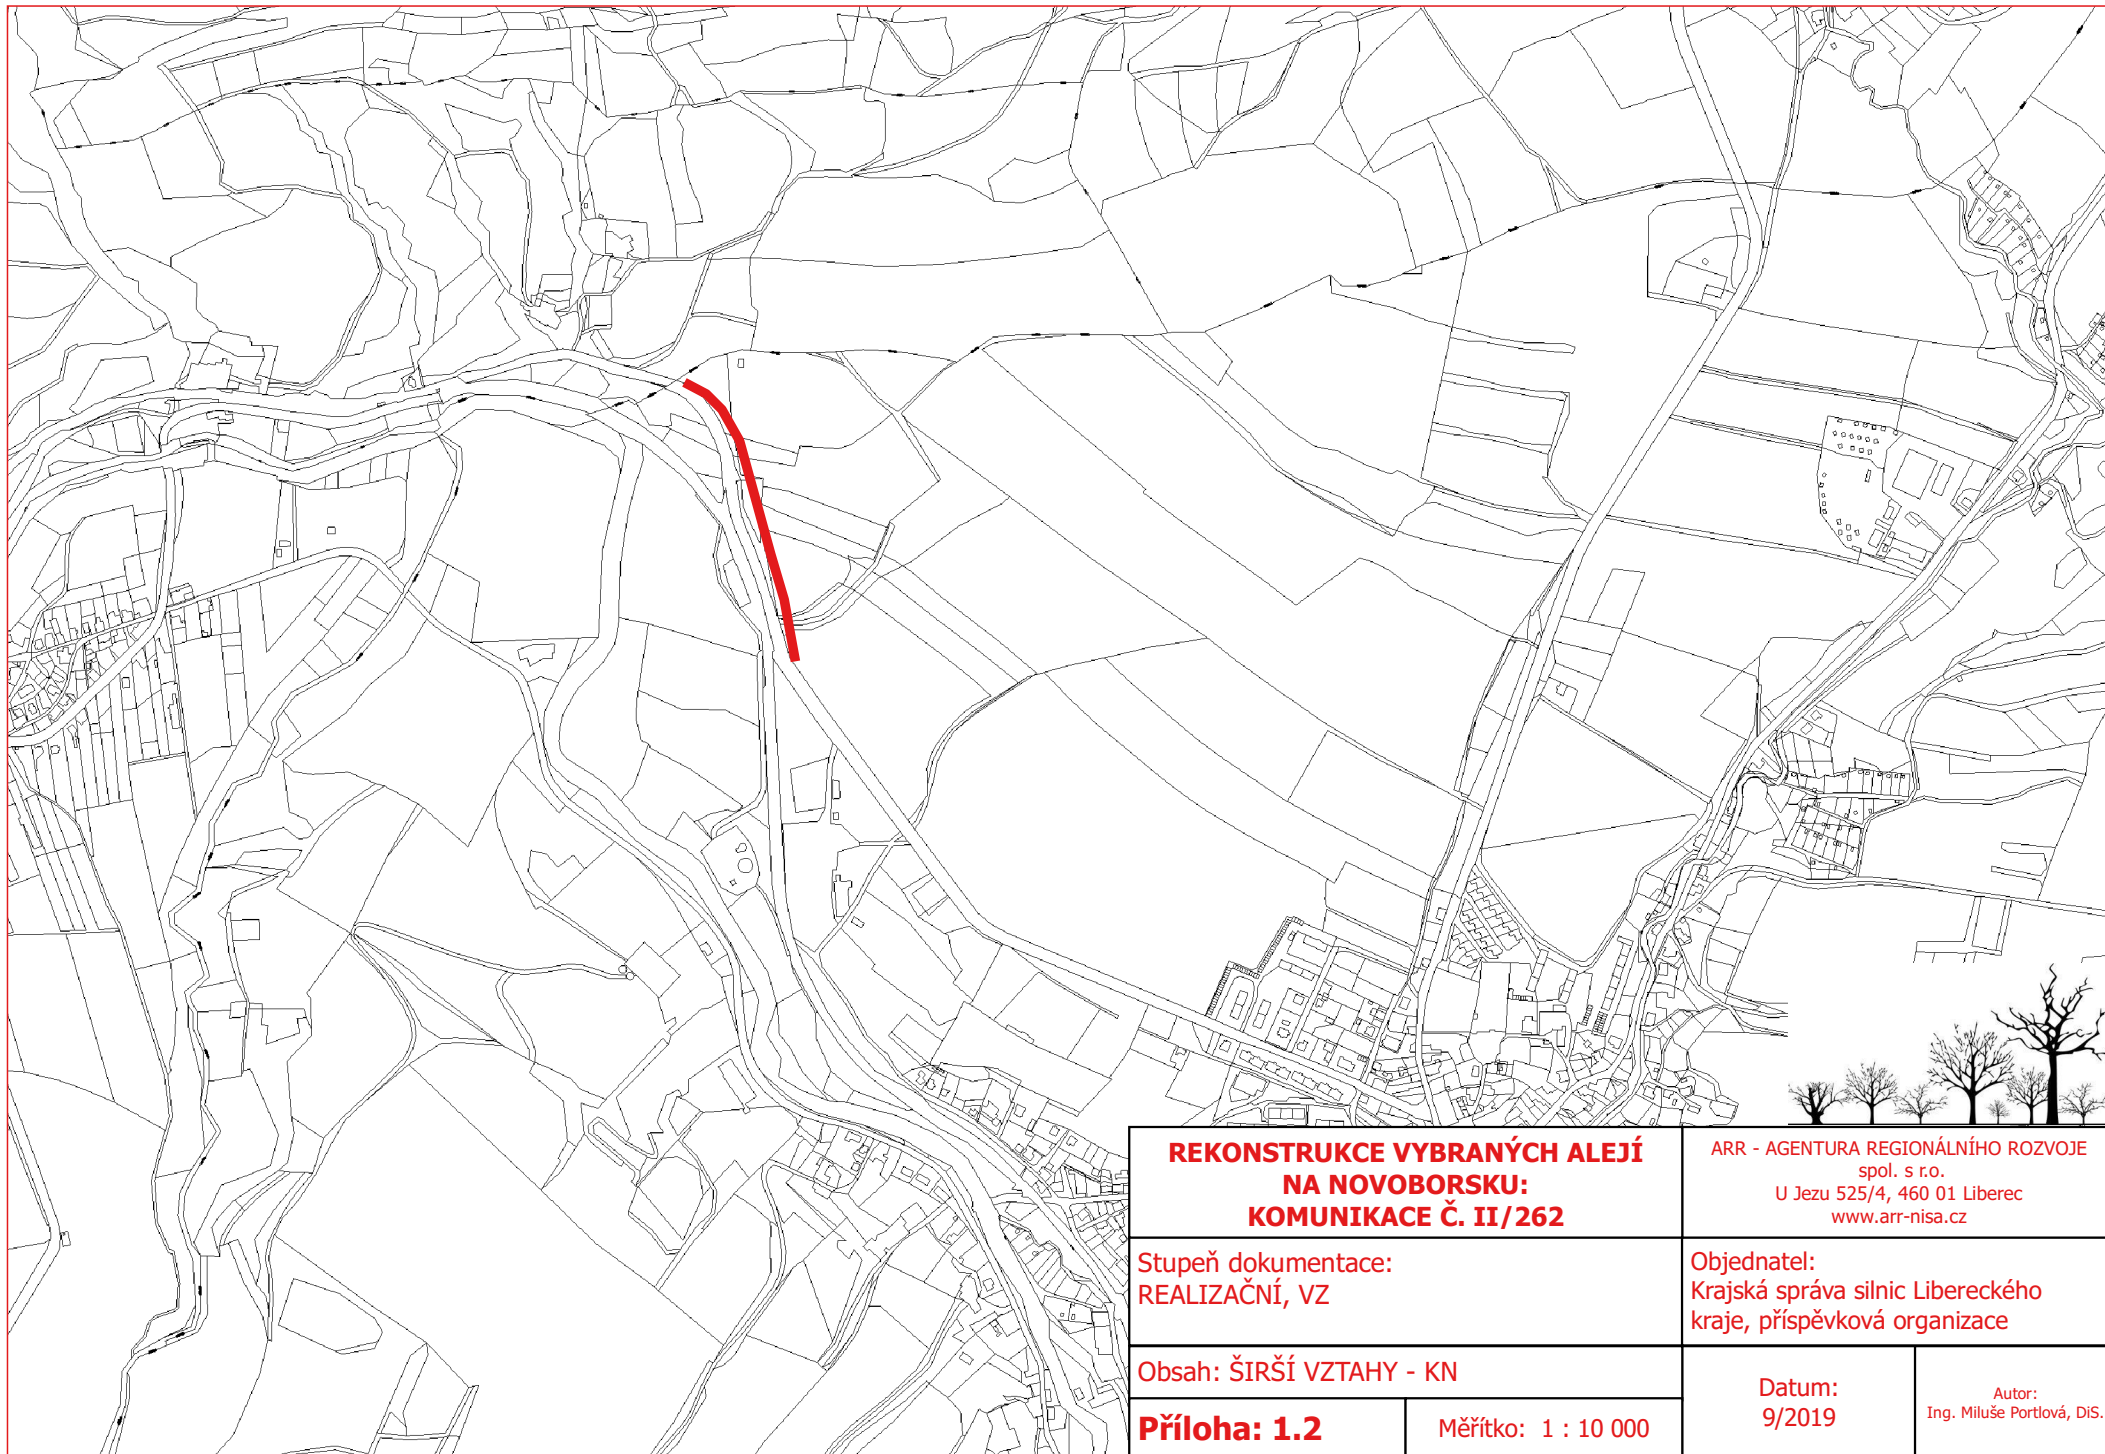 REKONSTRUKCE VYBRANÝCH ALEJÍ
NA NOVOBORSKU:
KOMUNIKACE Č. II/262
ARR - AGENTURA REGIONÁLNÍHO ROZVOJE
spol. s r.o.
U Jezu 525/4, 460 01 Liberec
www.arr-nisa.cz
Stupeň dokumentace:
REALIZAČNÍ, VZ
Objednatel:
Krajská správa silnic Libereckého
kraje, příspěvková organizace
Obsah: ŠIRŠÍ VZTAHY - KN
Příloha: 1.2
Měřítko: 1 : 10 000
Datum:
9/2019
Autor:
Ing. Miluše Portlová, DiS.